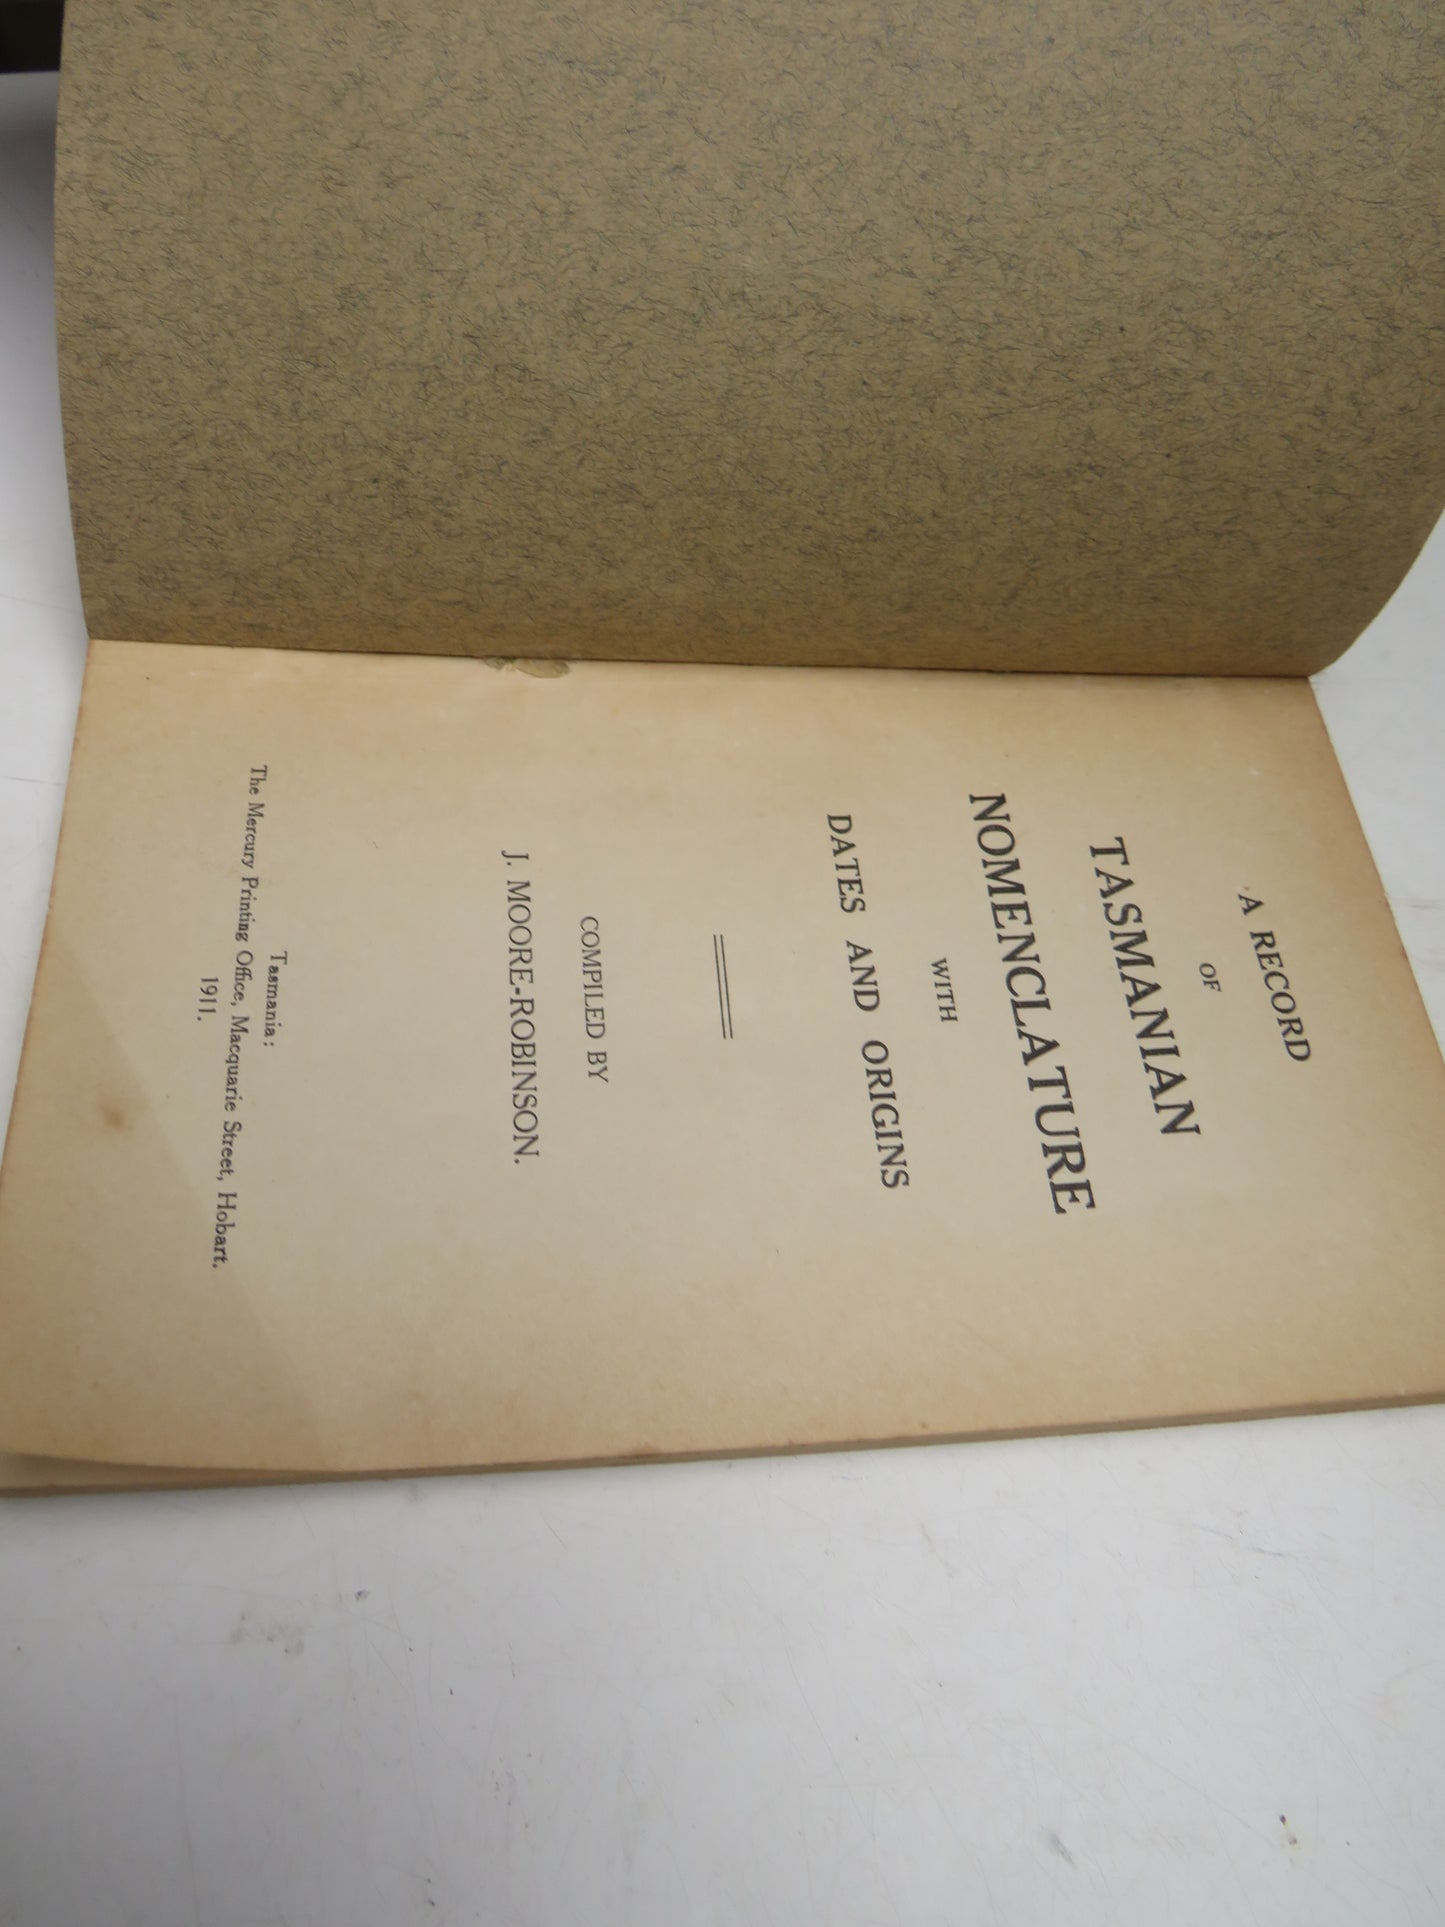 A RECORD
OF
TASMANIAN
NOMENCLATURE
WITH
DATES AND ORIGINS
COMPILED BY
J. MOORE-ROBINSON.
Tasmania:
The Mercury Printing Office, Macquarie Street, Hobart.
1911.